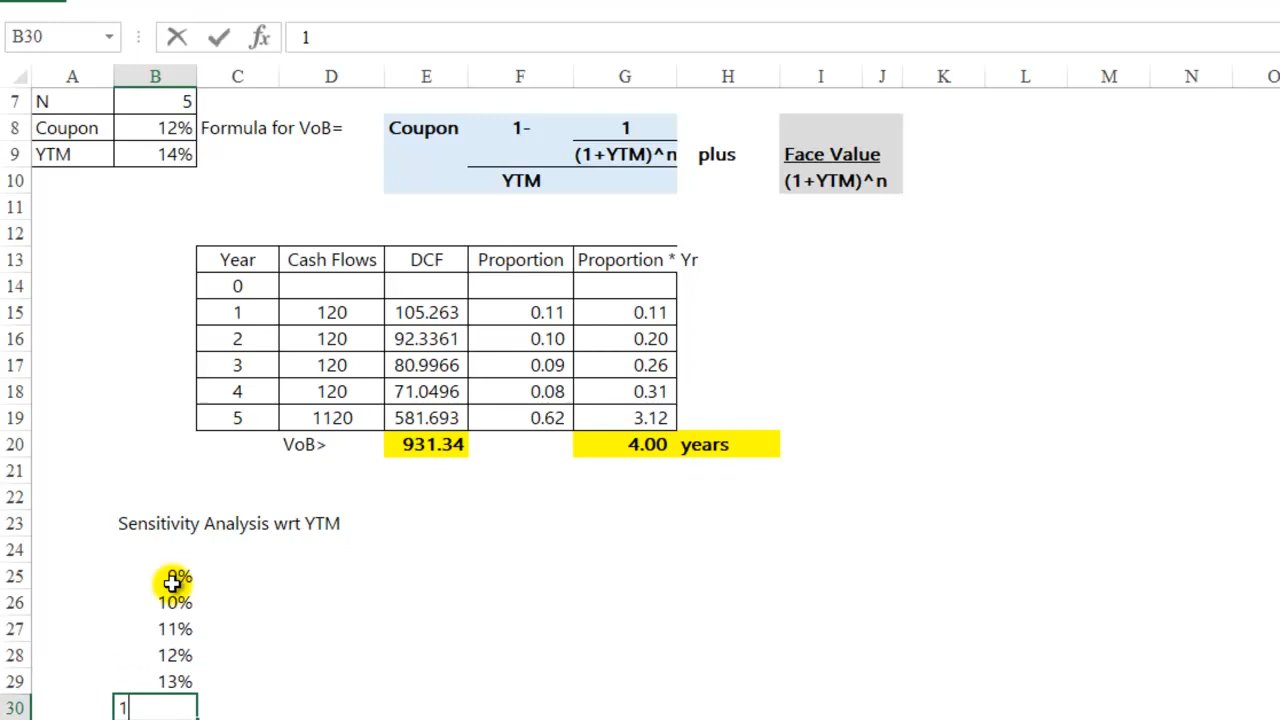 B30 fx 1
A B C D E F G H I J K L M N O
7 N 5
8 Coupon 12% Formula for VoB= Coupon 1- 1
9 YTM 14% (1+YTM)^n plus Face Value
10 YTM (1+YTM)^n
11
12
13 Year Cash Flows DCF Proportion Proportion * Yr
14 0
15 1 120 105.263 0.11 0.11
16 2 120 92.3361 0.10 0.20
17 3 120 80.9966 0.09 0.26
18 4 120 71.0496 0.08 0.31
19 5 1120 581.693 0.62 3.12
20 VoB> 931.34 4.00 years
21
22
23 Sensitivity Analysis wrt YTM
24
25 9%
26 10%
27 11%
28 12%
29 13%
30 1